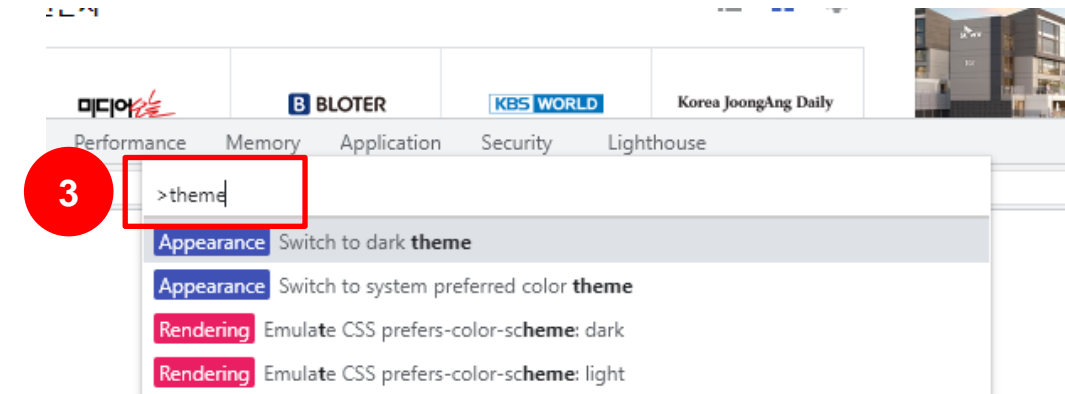 미디어오늘
B BLOTER
KBS WORLD
Korea JoongAng Daily
Performance Memory Application Security Lighthouse
3
>theme
Appearance Switch to dark theme
Appearance Switch to system preferred color theme
Rendering Emulate CSS prefers-color-scheme: dark
Rendering Emulate CSS prefers-color-scheme: light